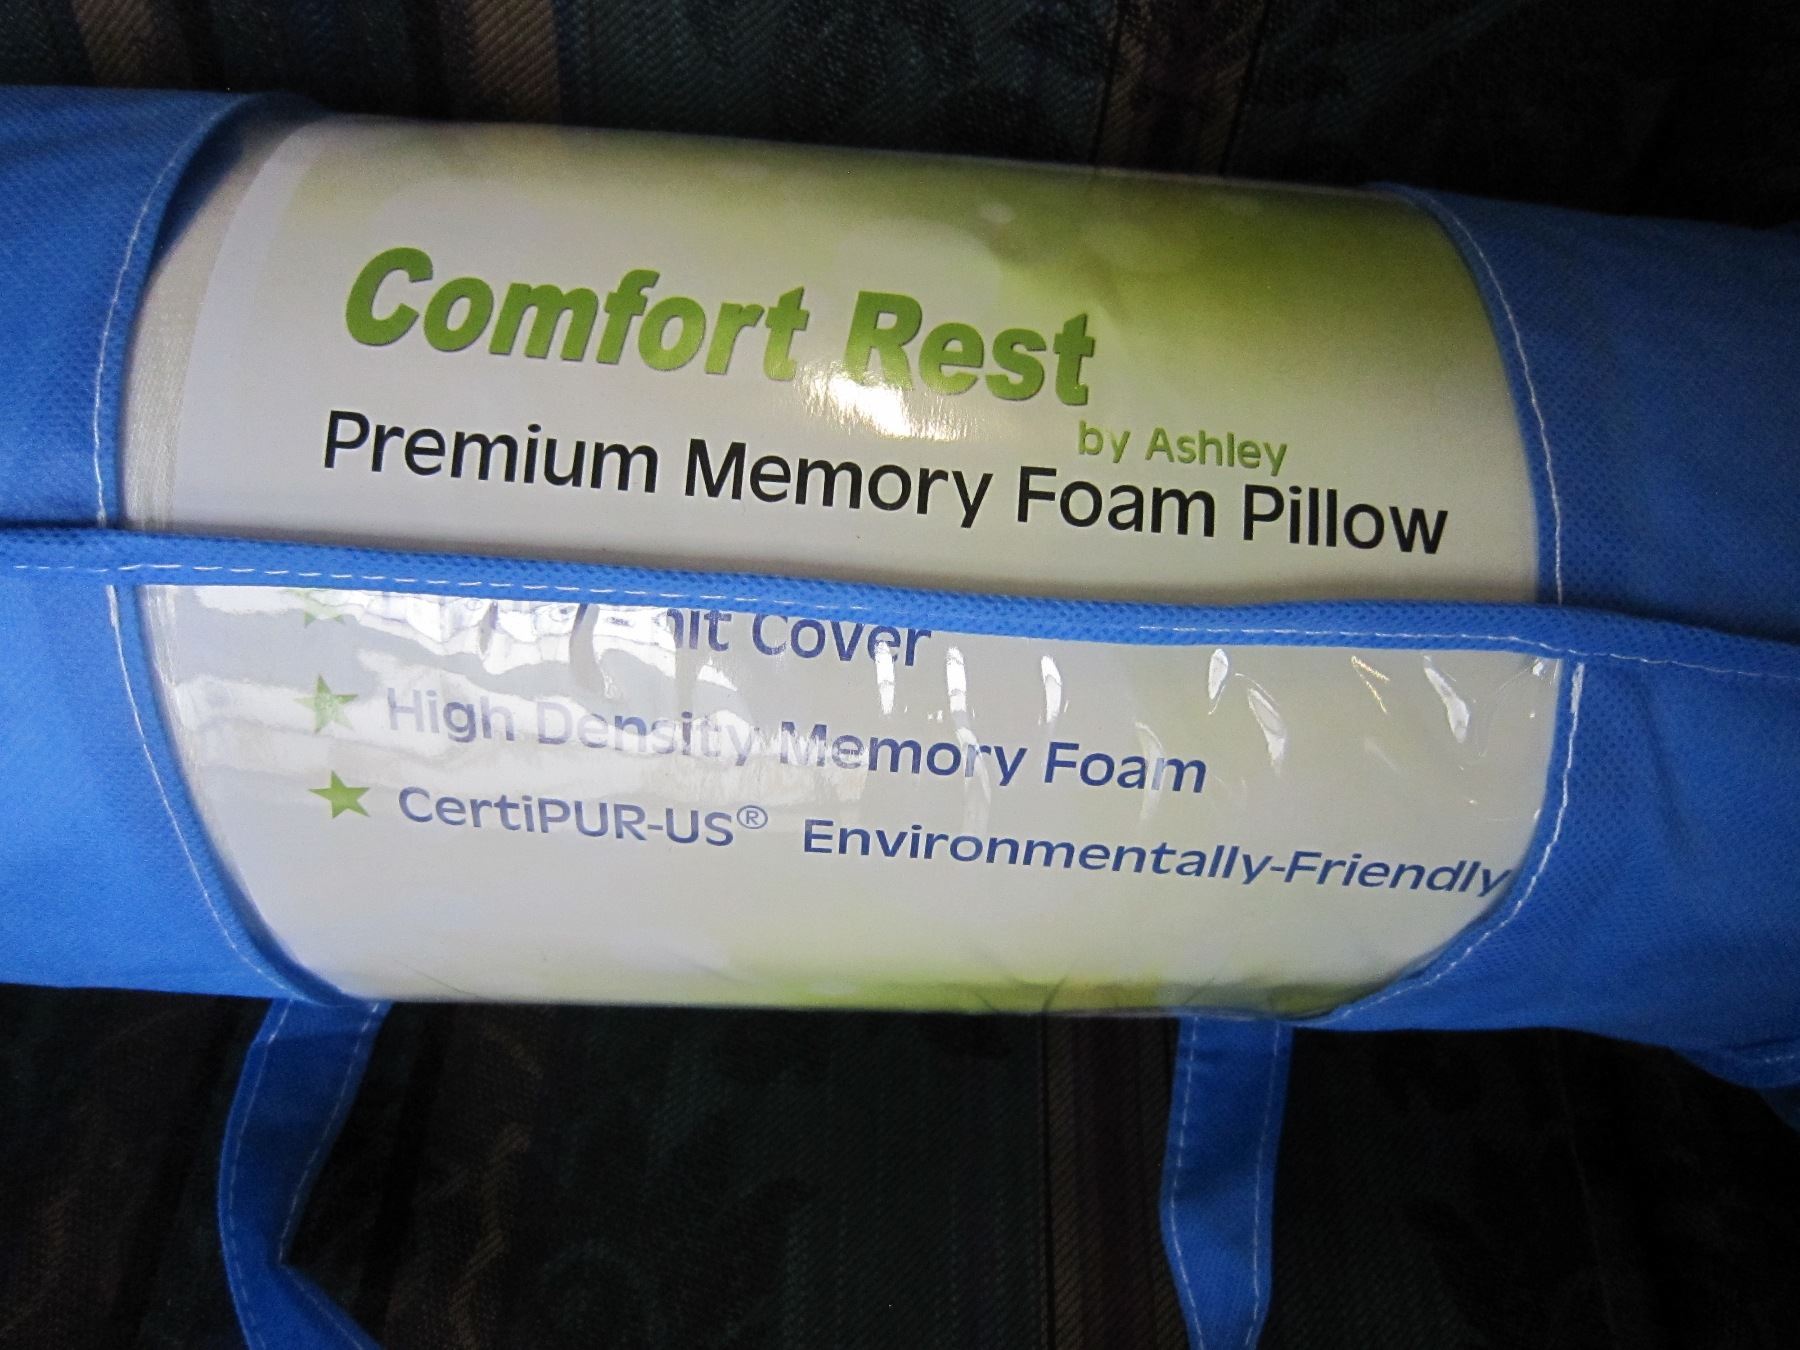 Comfort Rest
by Ashley
Premium Memory Foam Pillow
Cover
High Density Memory Foam
CertiPUR-US® Environmentally-Friendly